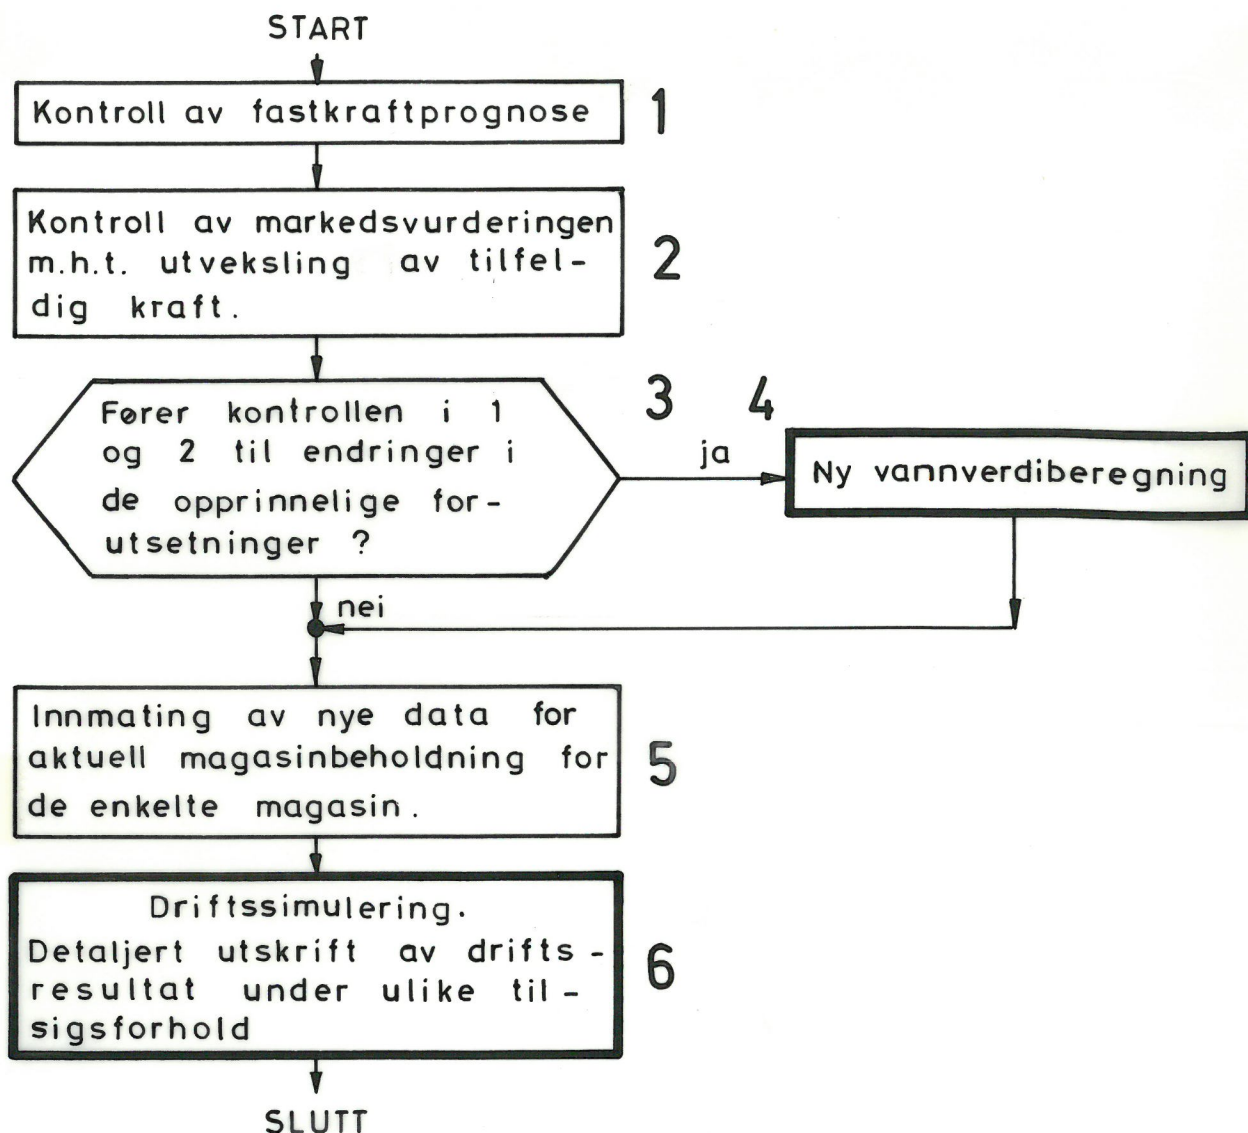 START
Kontroll av fastkraftprognose
1
Kontroll av markedsvurderingen
m.h.t. utveksling av tilfel-
dig kraft.
2
Fører kontrollen i 1
og 2 til endringer i
de opprinnelige for-
utsetninger ?
3
ja
4
Ny vannverdiberegning
nei
Innmating av nye data for
aktuell magasinbeholdning for
de enkelte magasin.
5
Driftssimulering.
Detaljert utskrift av drifts-
resultat under ulike til-
sigsforhold
6
SLUTT